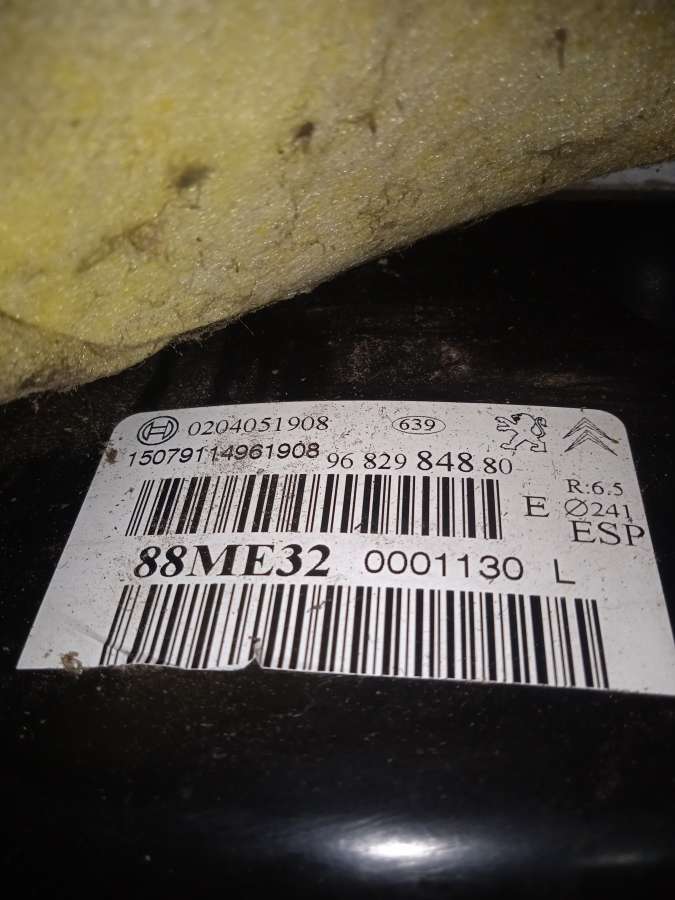 0204051908 639
15079114961908 96 829 848 80
E R:6.5
Ø241
ESP
88ME32 0001130 L